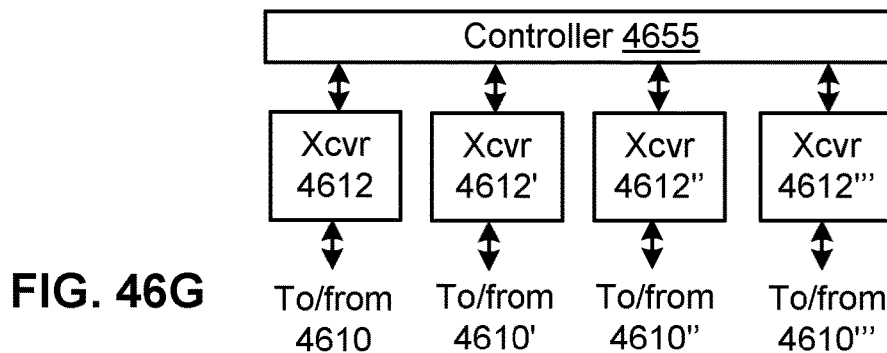 Controller 4655
Xcvr Xcvr Xcvr Xcvr
4612 4612' 4612" 4612'"
FIG. 46G
To/from To/from To/from To/from
4610 4610' 4610" 4610'"